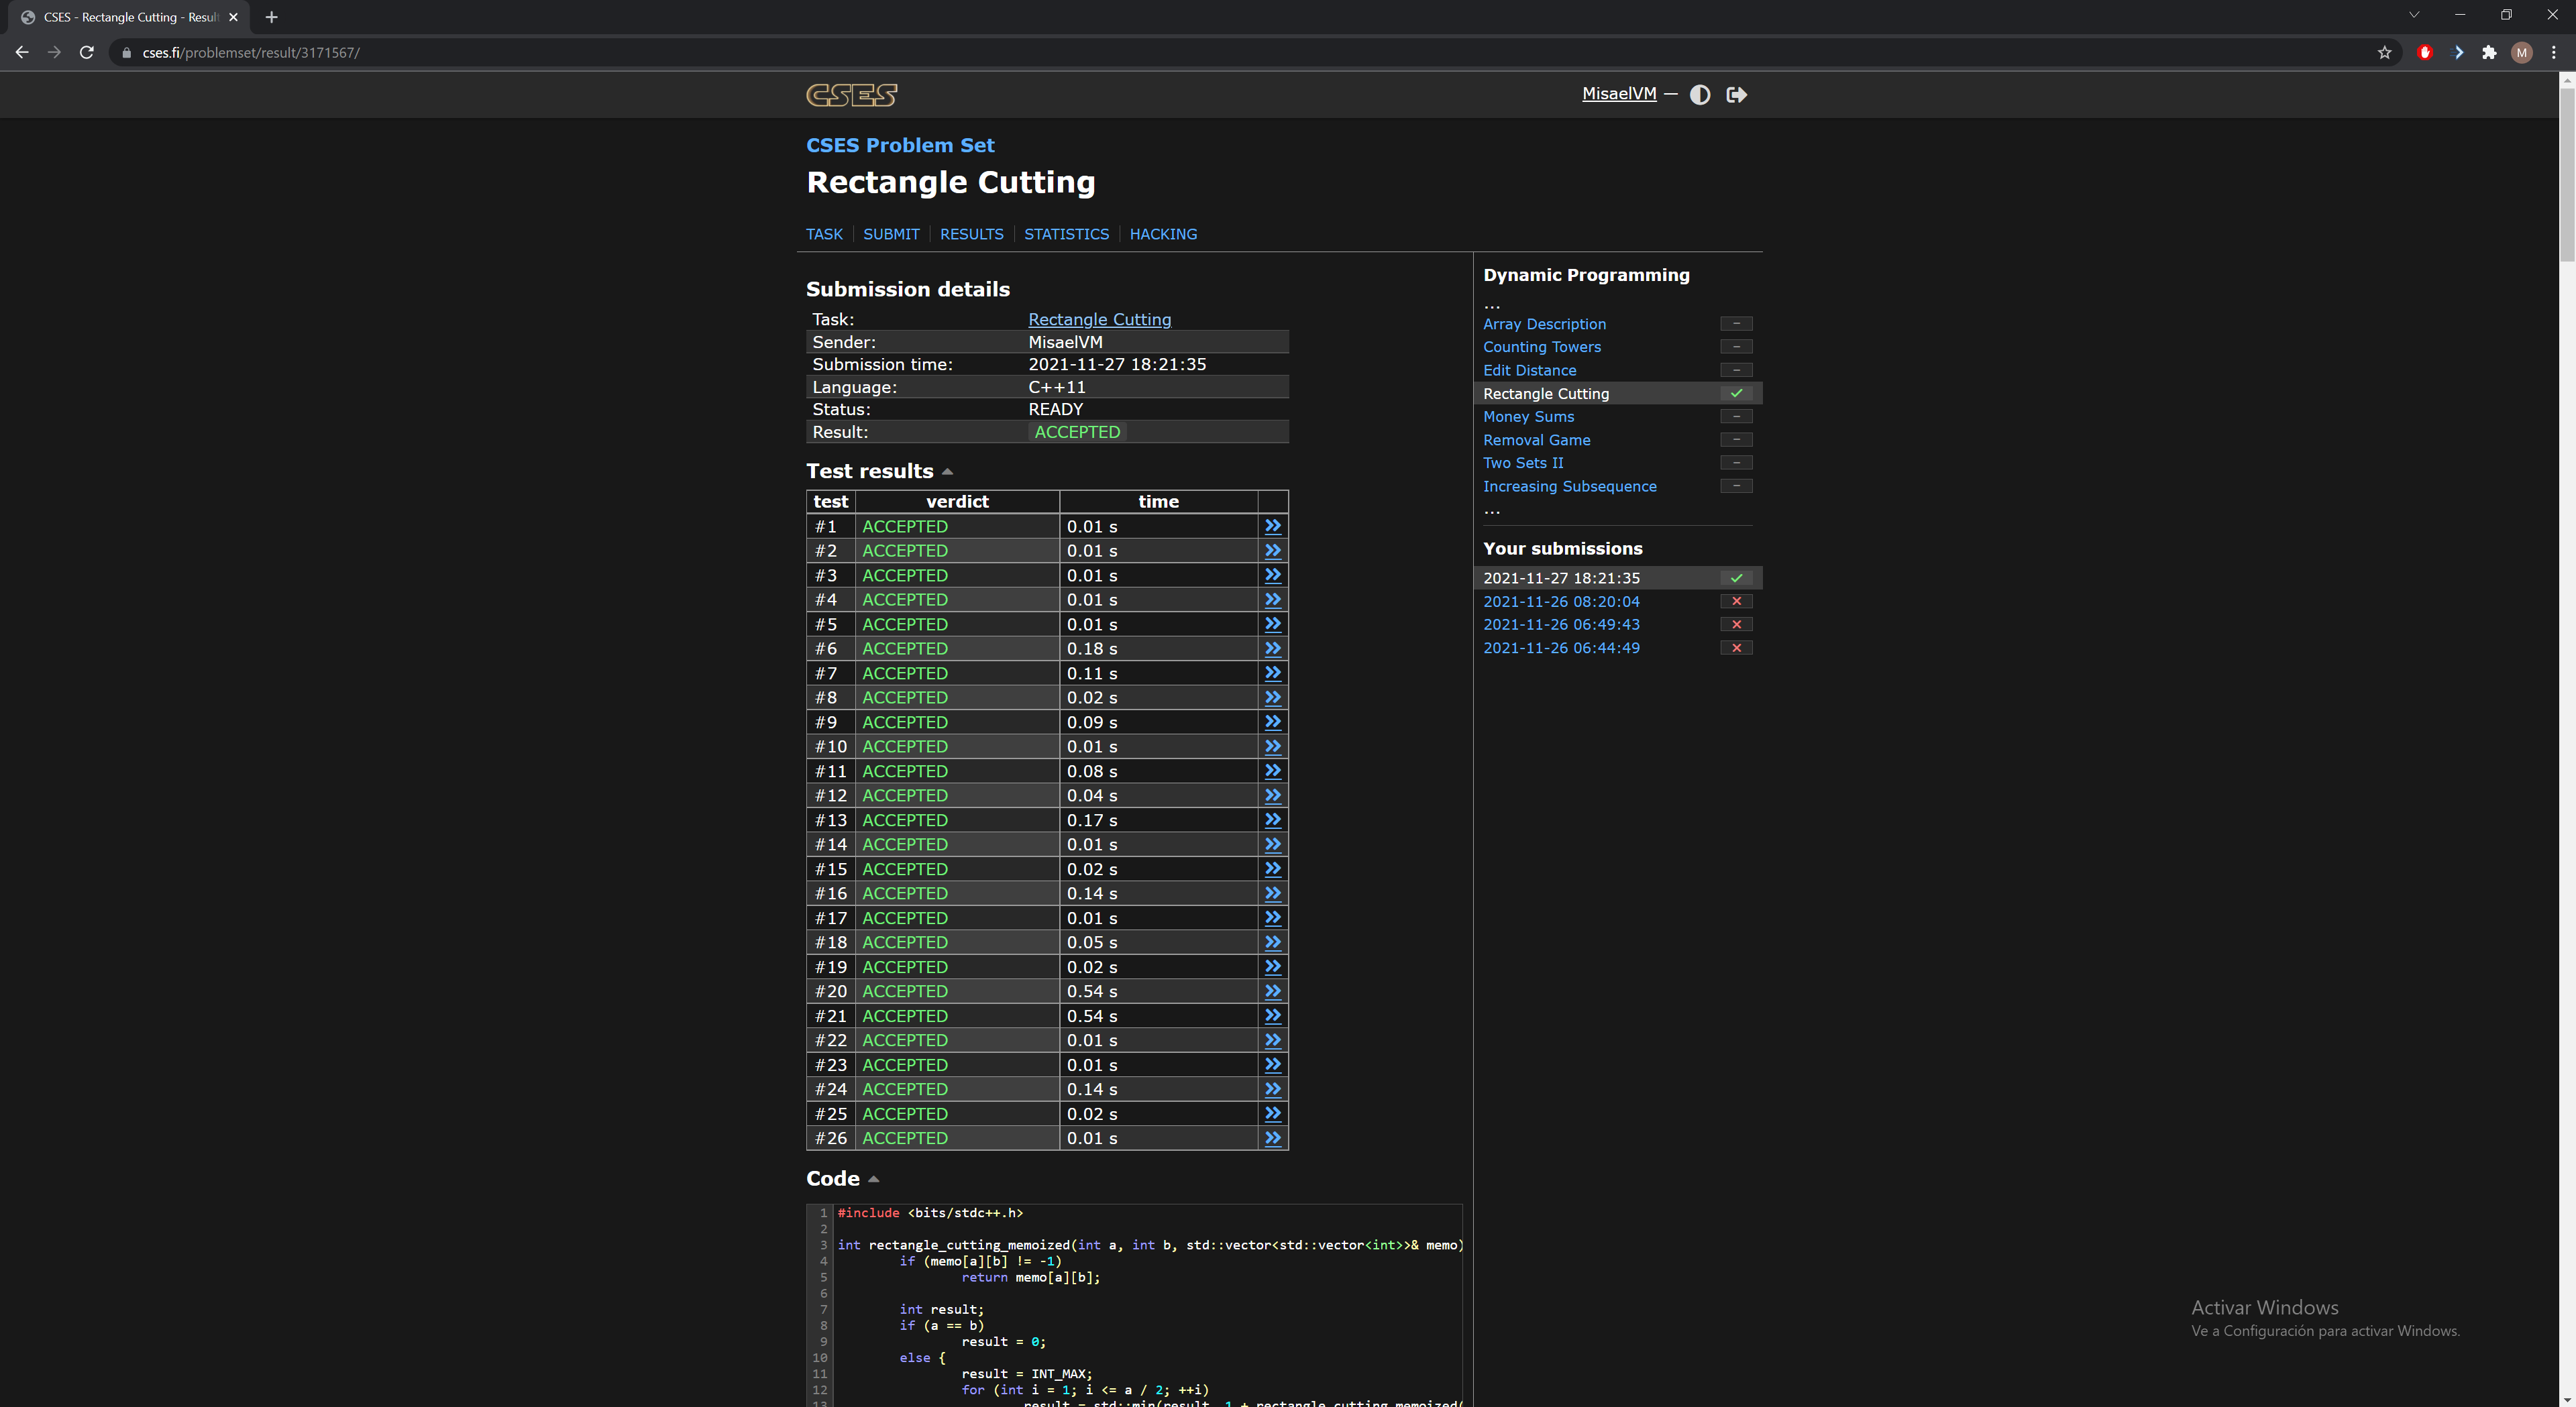 CSES - Rectangle Cutting - Resul
cses.fi/problemset/result/3171567/
M
CSES
MisaelVM —
CSES Problem Set
Rectangle Cutting
TASK SUBMIT RESULTS STATISTICS HACKING
Submission details
Task: Rectangle Cutting
Sender: MisaelVM
Submission time: 2021-11-27 18:21:35
Language: C++11
Status: READY
Result: ACCEPTED
Test results
test verdict time
#1 ACCEPTED 0.01 s
#2 ACCEPTED 0.01 s
#3 ACCEPTED 0.01 s
#4 ACCEPTED 0.01 s
#5 ACCEPTED 0.01 s
#6 ACCEPTED 0.18 s
#7 ACCEPTED 0.11 s
#8 ACCEPTED 0.02 s
#9 ACCEPTED 0.09 s
#10 ACCEPTED 0.01 s
#11 ACCEPTED 0.08 s
#12 ACCEPTED 0.04 s
#13 ACCEPTED 0.17 s
#14 ACCEPTED 0.01 s
#15 ACCEPTED 0.02 s
#16 ACCEPTED 0.14 s
#17 ACCEPTED 0.01 s
#18 ACCEPTED 0.05 s
#19 ACCEPTED 0.02 s
#20 ACCEPTED 0.54 s
#21 ACCEPTED 0.54 s
#22 ACCEPTED 0.01 s
#23 ACCEPTED 0.01 s
#24 ACCEPTED 0.14 s
#25 ACCEPTED 0.02 s
#26 ACCEPTED 0.01 s
Code
1 #include <bits/stdc++.h>
2
3 int rectangle_cutting_memoized(int a, int b, std::vector<std::vector<int>>& memo)
4 if (memo[a][b] != -1)
5 return memo[a][b];
6
7 int result;
8 if (a == b)
9 result = 0;
10 else {
11 result = INT_MAX;
12 for (int i = 1; i <= a / 2; ++i)
13 result = std::min(result, 1 + rectangle_cutting_memoized(
Dynamic Programming
...
Array Description –
Counting Towers –
Edit Distance –
Rectangle Cutting
Money Sums –
Removal Game –
Two Sets II –
Increasing Subsequence –
...
Your submissions
2021-11-27 18:21:35
2021-11-26 08:20:04
2021-11-26 06:49:43
2021-11-26 06:44:49
Activar Windows
Ve a Configuración para activar Windows.